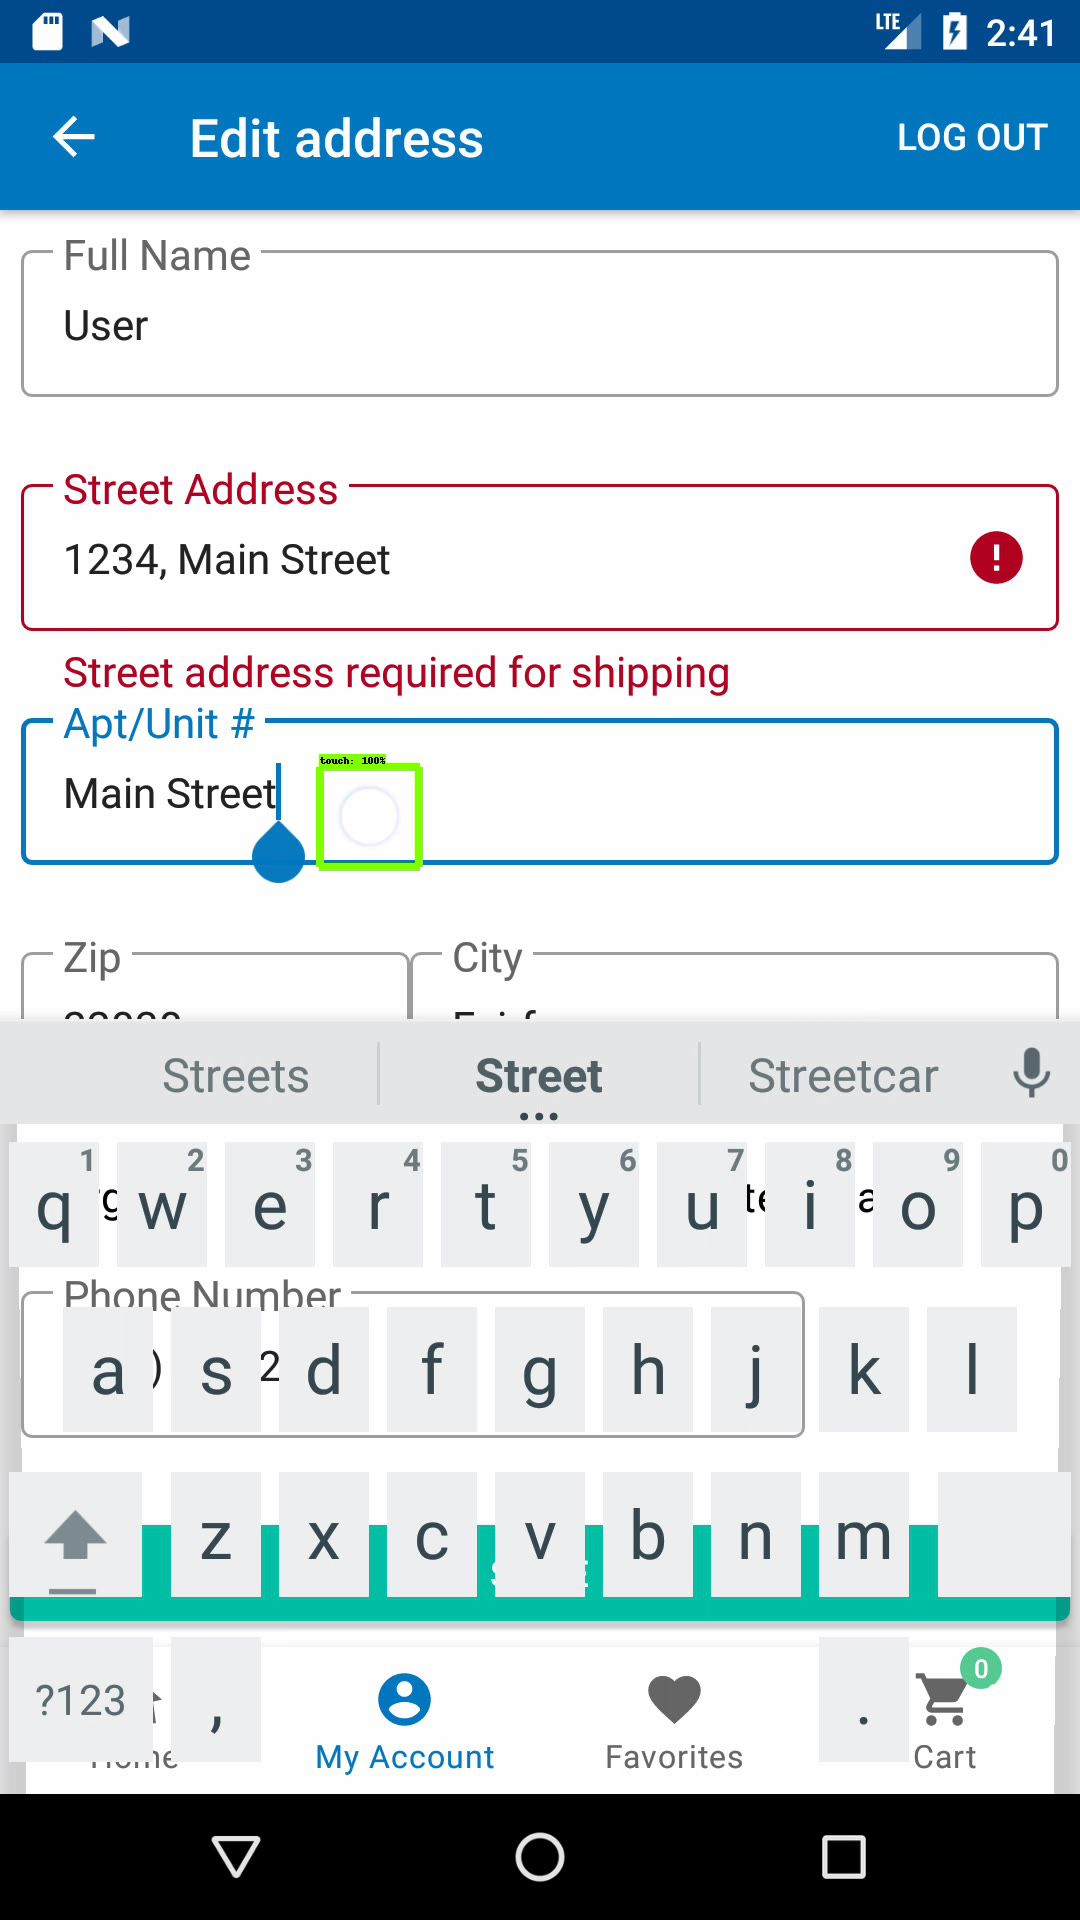 LTE 2:41
Edit address LOG OUT
Full Name
User
Street Address
1234, Main Street
Street address required for shipping
Apt/Unit #
touch: 100%
Main Street
Zip City
Streets Street Streetcar
1 2 3 4 5 6 7 8 9 0
q w e r t y u i o p
Phone Number
a s d f g h j k l
z x c v b n m
?123 , . 0
Home My Account Favorites Cart